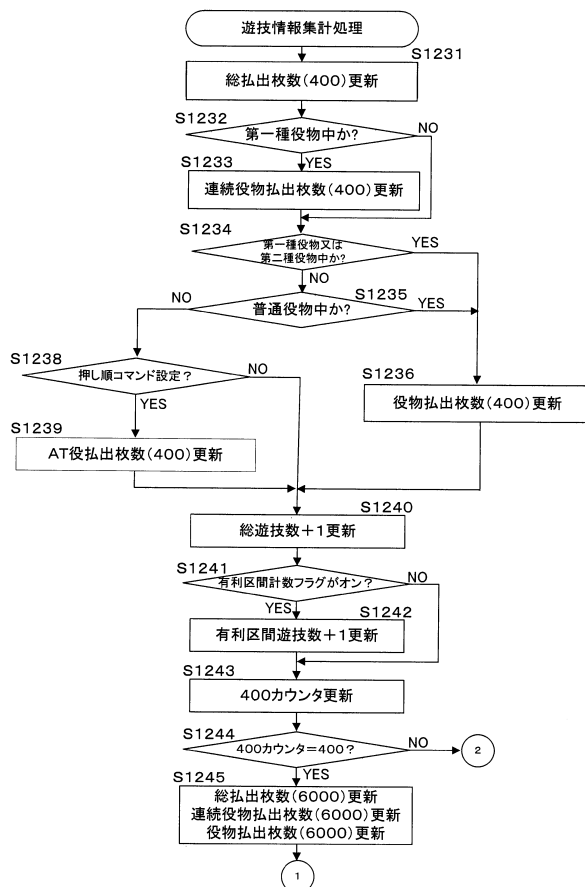 遊技情報集計処理
S1231
総払出枚数(400)更新
S1232
第一種役物中か?
NO
YES
S1233
連続役物払出枚数(400)更新
S1234
第一種役物又は
第二種役物中か?
YES
NO
S1235
普通役物中か?
NO
YES
S1238
押し順コマンド設定?
NO
YES
S1236
役物払出枚数(400)更新
S1239
AT役払出枚数(400)更新
S1240
総遊技数+1更新
S1241
有利区間計数フラグがオン?
NO
YES
S1242
有利区間遊技数+1更新
S1243
400カウンタ更新
S1244
400カウンタ=400?
NO
2
YES
S1245
総払出枚数(6000)更新
連続役物払出枚数(6000)更新
役物払出枚数(6000)更新
1